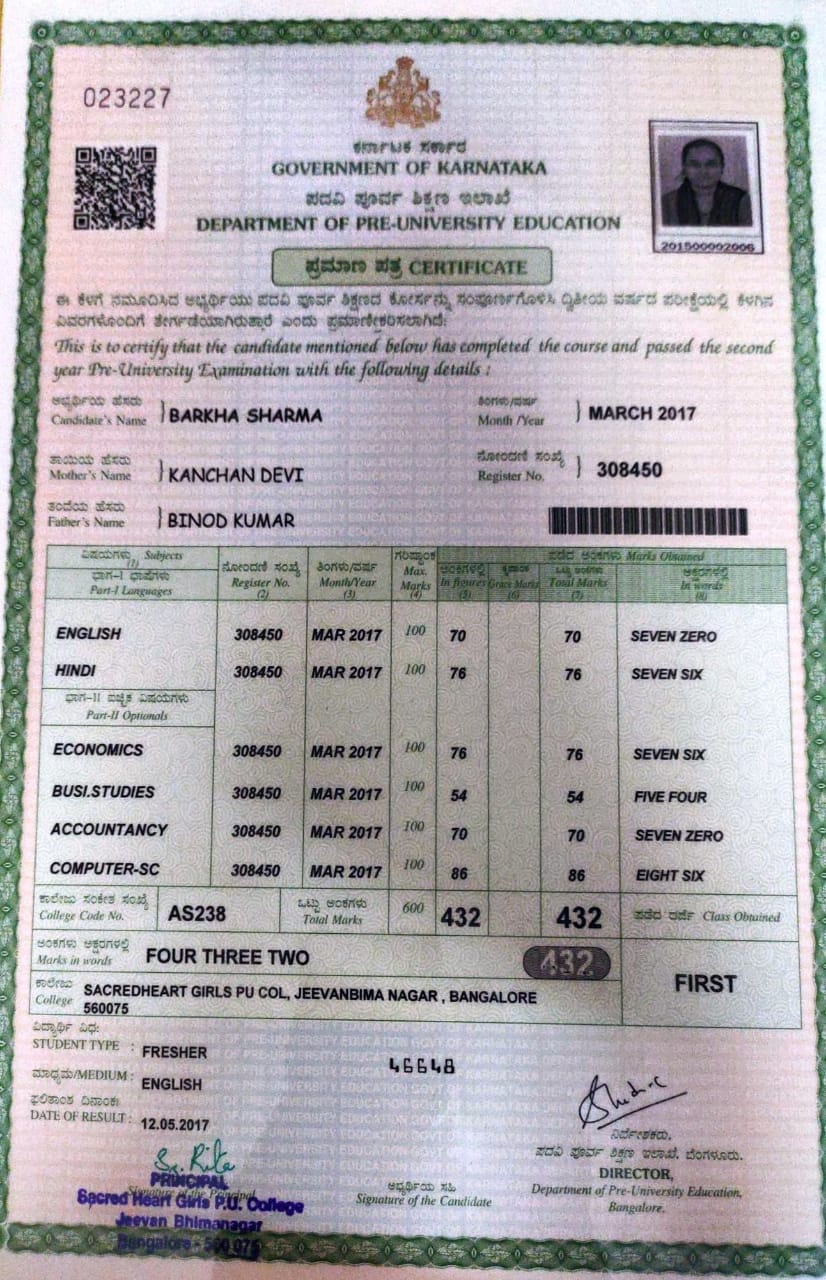 023227
ಕರ್ನಾಟಕ ಸರ್ಕಾರ
GOVERNMENT OF KARNATAKA
ಪದವಿ ಪೂರ್ವ ಶಿಕ್ಷಣ ಇಲಾಖೆ
DEPARTMENT OF PRE-UNIVERSITY EDUCATION
201500092006
ಪ್ರಮಾಣ ಪತ್ರ CERTIFICATE
ಈ ಕೆಳಗೆ ನಮೂದಿಸಿದ ಅಭ್ಯರ್ಥಿಯು ಪದವಿ ಪೂರ್ವ ಶಿಕ್ಷಣದ ಕೋರ್ಸನ್ನು ಸಂಪೂರ್ಣಗೊಳಿಸಿ ದ್ವಿತೀಯ ವರ್ಷದ ಪರೀಕ್ಷೆಯಲ್ಲಿ ಕೆಳಗಿನ
ವಿವರಗಳೊಂದಿಗೆ ತೇರ್ಗಡೆಯಾಗಿರುತ್ತಾರೆ ಎಂದು ಪ್ರಮಾಣೀಕರಿಸಲಾಗಿದೆ:
This is to certify that the candidate mentioned below has completed the course and passed the second
year Pre-University Examination with the following details :
ಅಭ್ಯರ್ಥಿಯ ಹೆಸರು ತಿಂಗಳು/ವರ್ಷ
Candidate's Name BARKHA SHARMA Month /Year MARCH 2017
ತಾಯಿಯ ಹೆಸರು ನೋಂದಣಿ ಸಂಖ್ಯೆ
Mother's Name KANCHAN DEVI Register No. 308450
ತಂದೆಯ ಹೆಸರು
Father's Name BINOD KUMAR
ವಿಷಯಗಳು Subjects (1) ನೋಂದಣಿ ಸಂಖ್ಯೆ ತಿಂಗಳು/ವರ್ಷ ಗರಿಷ್ಠಾಂಕ ಪಡೆದ ಅಂಕಗಳು Marks Obtained
ಭಾಗ-I ಭಾಷೆಗಳು Register No. Month/Year Max. Marks ಅಂಕಗಳಲ್ಲಿ ಕೃಪಾಂಕ ಒಟ್ಟು ಅಂಕಗಳು ಅಕ್ಷರಗಳಲ್ಲಿ
Part-I Languages (2) (3) (4) In figures (5) Grace Marks (6) Total Marks (7) In words (8)
ENGLISH 308450 MAR 2017 100 70 70 SEVEN ZERO
HINDI 308450 MAR 2017 100 76 76 SEVEN SIX
ಭಾಗ-II ಐಚ್ಛಿಕ ವಿಷಯಗಳು
Part-II Optionals
ECONOMICS 308450 MAR 2017 100 76 76 SEVEN SIX
BUSI.STUDIES 308450 MAR 2017 100 54 54 FIVE FOUR
ACCOUNTANCY 308450 MAR 2017 100 70 70 SEVEN ZERO
COMPUTER-SC 308450 MAR 2017 100 86 86 EIGHT SIX
ಕಾಲೇಜು ಸಂಕೇತ ಸಂಖ್ಯೆ ಒಟ್ಟು ಅಂಕಗಳು
College Code No. AS238 Total Marks 600 432 432 ಪಡೆದ ದರ್ಜೆ Class Obtained
ಅಂಕಗಳು ಅಕ್ಷರಗಳಲ್ಲಿ
Marks in words FOUR THREE TWO 432
FIRST
ಕಾಲೇಜು
College SACREDHEART GIRLS PU COL, JEEVANBIMA NAGAR , BANGALORE
560075
ವಿದ್ಯಾರ್ಥಿ ವಿಧ:
STUDENT TYPE : FRESHER
46648
ಮಾಧ್ಯಮ/MEDIUM : ENGLISH
ಫಲಿತಾಂಶ ದಿನಾಂಕ:
DATE OF RESULT : 12.05.2017
ನಿರ್ದೇಶಕರು,
ಪದವಿ ಪೂರ್ವ ಶಿಕ್ಷಣ ಇಲಾಖೆ, ಬೆಂಗಳೂರು.
DIRECTOR,
Department of Pre-University Education,
Bangalore.
ಅಭ್ಯರ್ಥಿಯ ಸಹಿ
Signature of the Candidate
Sr. Rita
PRINCIPAL
Signature of the Principal
Sacred Heart Girls P.U. College
Jeevan Bhimanagar
Bangalore - 560 075